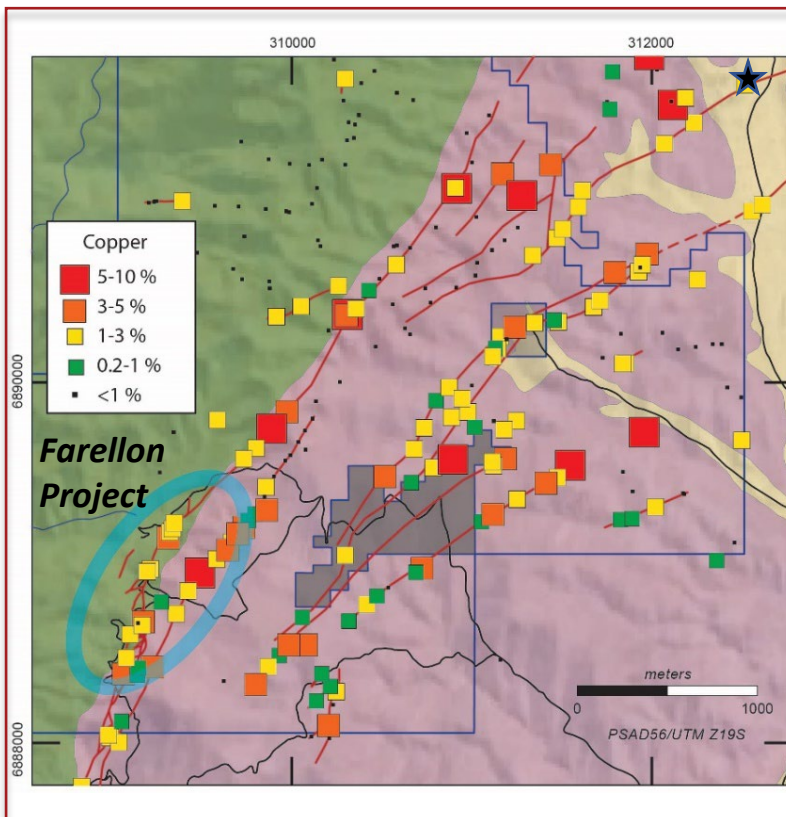 310000
312000
Copper
5-10 %
3-5 %
1-3 %
0.2-1 %
<1 %
6890000
Farellon
Project
meters
0
1000
PSAD56/UTM Z19S
6888000